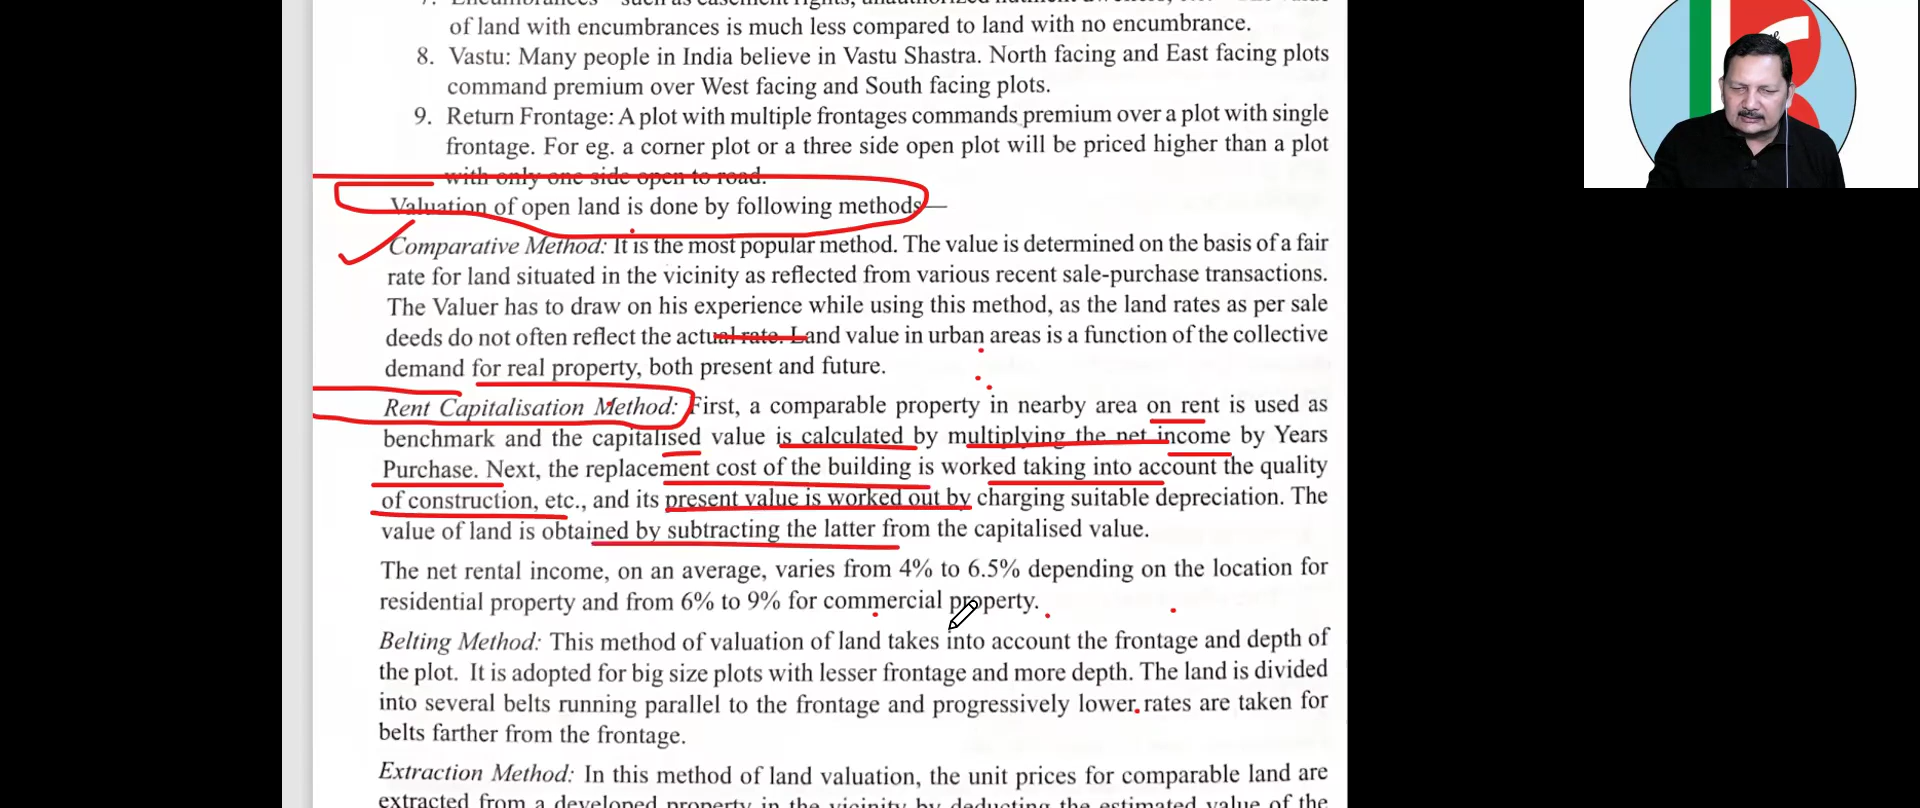 of land with encumbrances is much less compared to land with no encumbrance.
8. Vastu: Many people in India believe in Vastu Shastra. North facing and East facing plots
command premium over West facing and South facing plots.
9. Return Frontage: A plot with multiple frontages commands premium over a plot with single
frontage. For eg. a corner plot or a three side open plot will be priced higher than a plot
with only one side open to road.
Valuation of open land is done by following methods—
Comparative Method: It is the most popular method. The value is determined on the basis of a fair
rate for land situated in the vicinity as reflected from various recent sale-purchase transactions.
The Valuer has to draw on his experience while using this method, as the land rates as per sale
deeds do not often reflect the actual rate. Land value in urban areas is a function of the collective
demand for real property, both present and future.
Rent Capitalisation Method: First, a comparable property in nearby area on rent is used as
benchmark and the capitalised value is calculated by multiplying the net income by Years
Purchase. Next, the replacement cost of the building is worked taking into account the quality
of construction, etc., and its present value is worked out by charging suitable depreciation. The
value of land is obtained by subtracting the latter from the capitalised value.
The net rental income, on an average, varies from 4% to 6.5% depending on the location for
residential property and from 6% to 9% for commercial property.
Belting Method: This method of valuation of land takes into account the frontage and depth of
the plot. It is adopted for big size plots with lesser frontage and more depth. The land is divided
into several belts running parallel to the frontage and progressively lower rates are taken for
belts farther from the frontage.
Extraction Method: In this method of land valuation, the unit prices for comparable land are
extracted from a developed property in the vicinity by deducting the estimated value of the